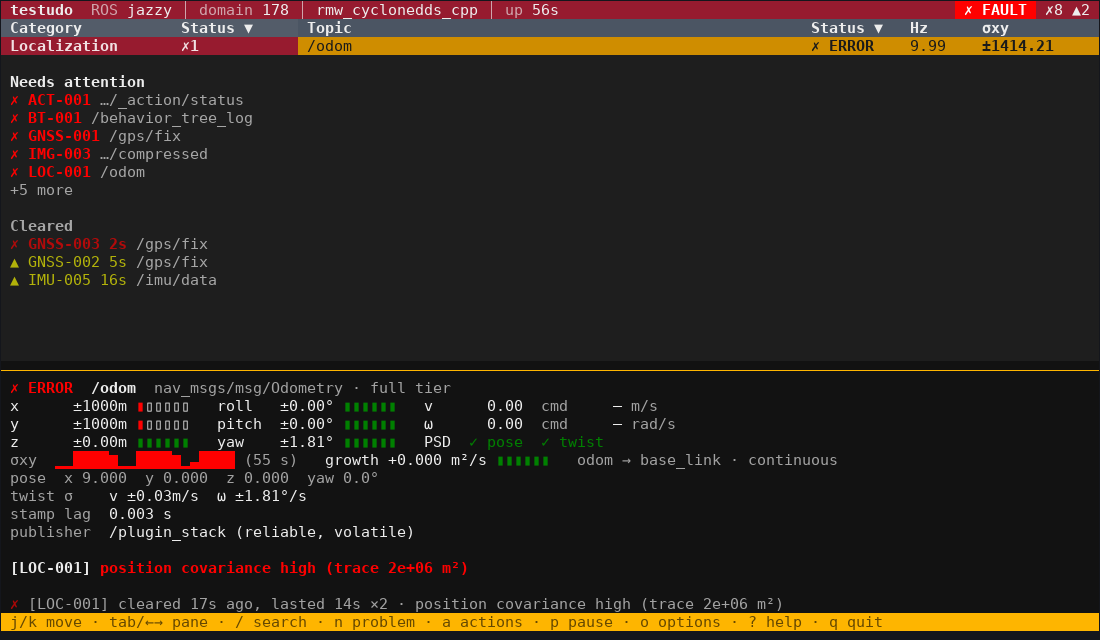 testudo ROS jazzy │ domain 178 │ rmw_cyclonedds_cpp │ up 56s ✗ FAULT ✗8 ▲2
Category Status ▼ Topic Status ▼ Hz σxy
Localization ✗1 /odom ✗ ERROR 9.99 ±1414.21
Needs attention
✗ ACT-001 …/_action/status
✗ BT-001 /behavior_tree_log
✗ GNSS-001 /gps/fix
✗ IMG-003 …/compressed
✗ LOC-001 /odom
+5 more
Cleared
✗ GNSS-003 2s /gps/fix
▲ GNSS-002 5s /gps/fix
▲ IMU-005 16s /imu/data
✗ ERROR /odom nav_msgs/msg/Odometry · full tier
x ±1000m ▮▯▯▯▯▯ roll ±0.00° ▮▮▮▮▮▮ v 0.00 cmd — m/s
y ±1000m ▮▯▯▯▯▯ pitch ±0.00° ▮▮▮▮▮▮ ω 0.00 cmd — rad/s
z ±0.00m ▮▮▮▮▮▮ yaw ±1.81° ▮▮▮▮▮▮ PSD ✓ pose ✓ twist
σxy (55 s) growth +0.000 m²/s ▮▮▮▮▮▮ odom → base_link · continuous
pose x 9.000 y 0.000 z 0.000 yaw 0.0°
twist σ v ±0.03m/s ω ±1.81°/s
stamp lag 0.003 s
publisher /plugin_stack (reliable, volatile)
[LOC-001] position covariance high (trace 2e+06 m²)
✗ [LOC-001] cleared 17s ago, lasted 14s ×2 · position covariance high (trace 2e+06 m²)
j/k move · tab/←→ pane · / search · n problem · a actions · p pause · o options · ? help · q quit